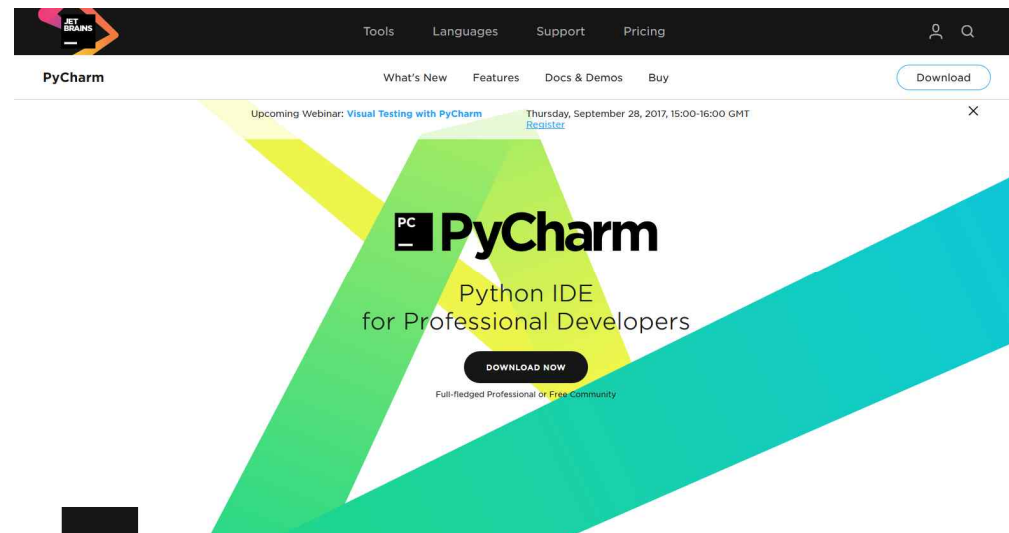 JET
BRAINS
Tools Languages Support Pricing
PyCharm
What's New Features Docs & Demos Buy
Download
Upcoming Webinar: Visual Testing with PyCharm Thursday, September 28, 2017, 15:00-16:00 GMT
Register
PC
PyCharm
Python IDE
for Professional Developers
DOWNLOAD NOW
Full-fledged Professional or Free Community